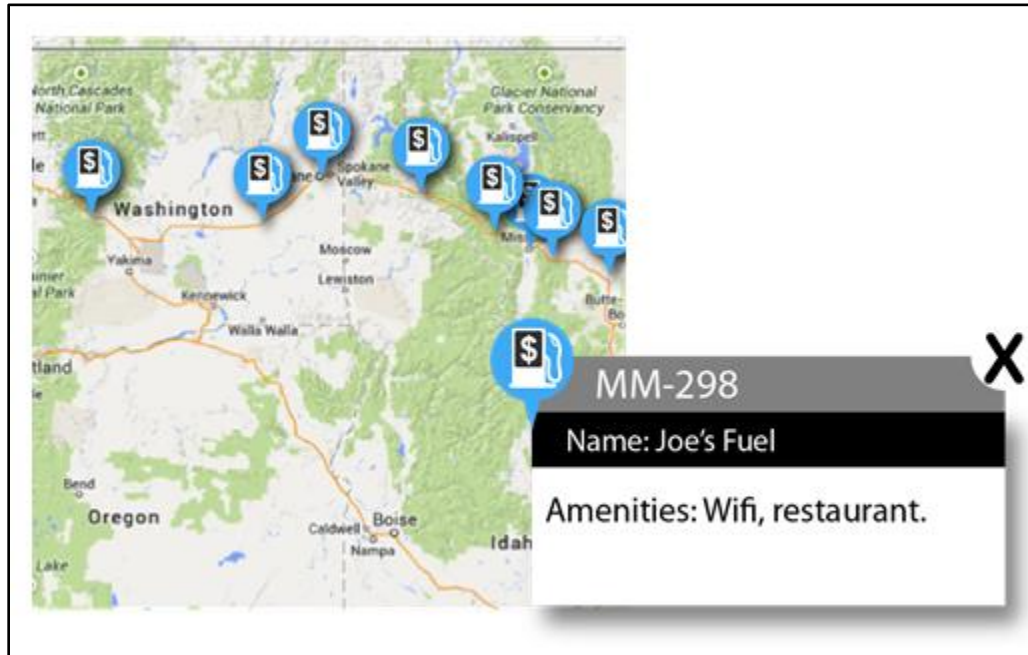 North Cascades
National Park
Glacier National
Park Conservancy
Kalispell
$
$
$
$
$
$
$
Spokane
Valley
Washington
Moscow
Yakima
Lewiston
Kennewick
Walla Walla
Butte
$
MM-298
X
Name: Joe's Fuel
Amenities: Wifi, restaurant.
Bend
Oregon
Caldwell
Boise
Nampa
Idah
Lake